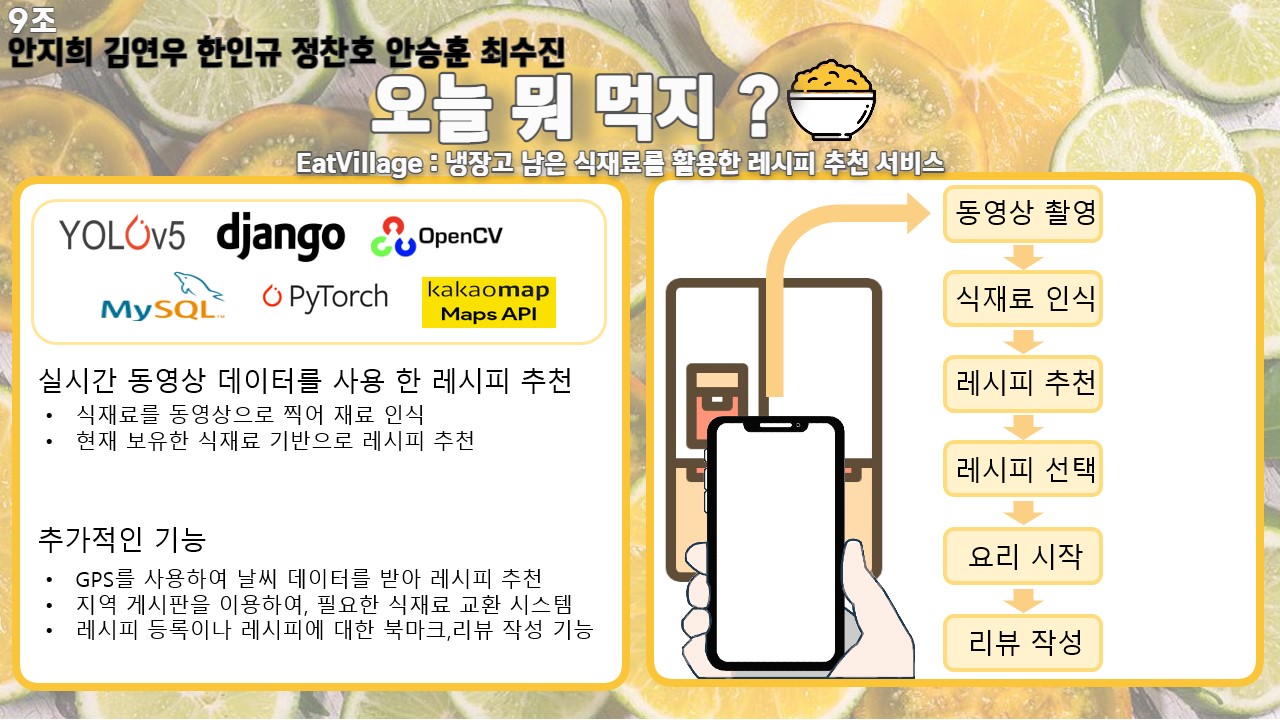 9조
안지희 김연우 한인규 정찬호 안승훈 최수진
오늘 뭐 먹지 ?
EatVillage : 냉장고 남은 식재료를 활용한 레시피 추천 서비스
YOLOv5 django OpenCV
MySQL™ PyTorch kakaomap
Maps API
실시간 동영상 데이터를 사용 한 레시피 추천
• 식재료를 동영상으로 찍어 재료 인식
• 현재 보유한 식재료 기반으로 레시피 추천
추가적인 기능
• GPS를 사용하여 날씨 데이터를 받아 레시피 추천
• 지역 게시판을 이용하여, 필요한 식재료 교환 시스템
• 레시피 등록이나 레시피에 대한 북마크,리뷰 작성 기능
동영상 촬영
식재료 인식
레시피 추천
레시피 선택
요리 시작
리뷰 작성